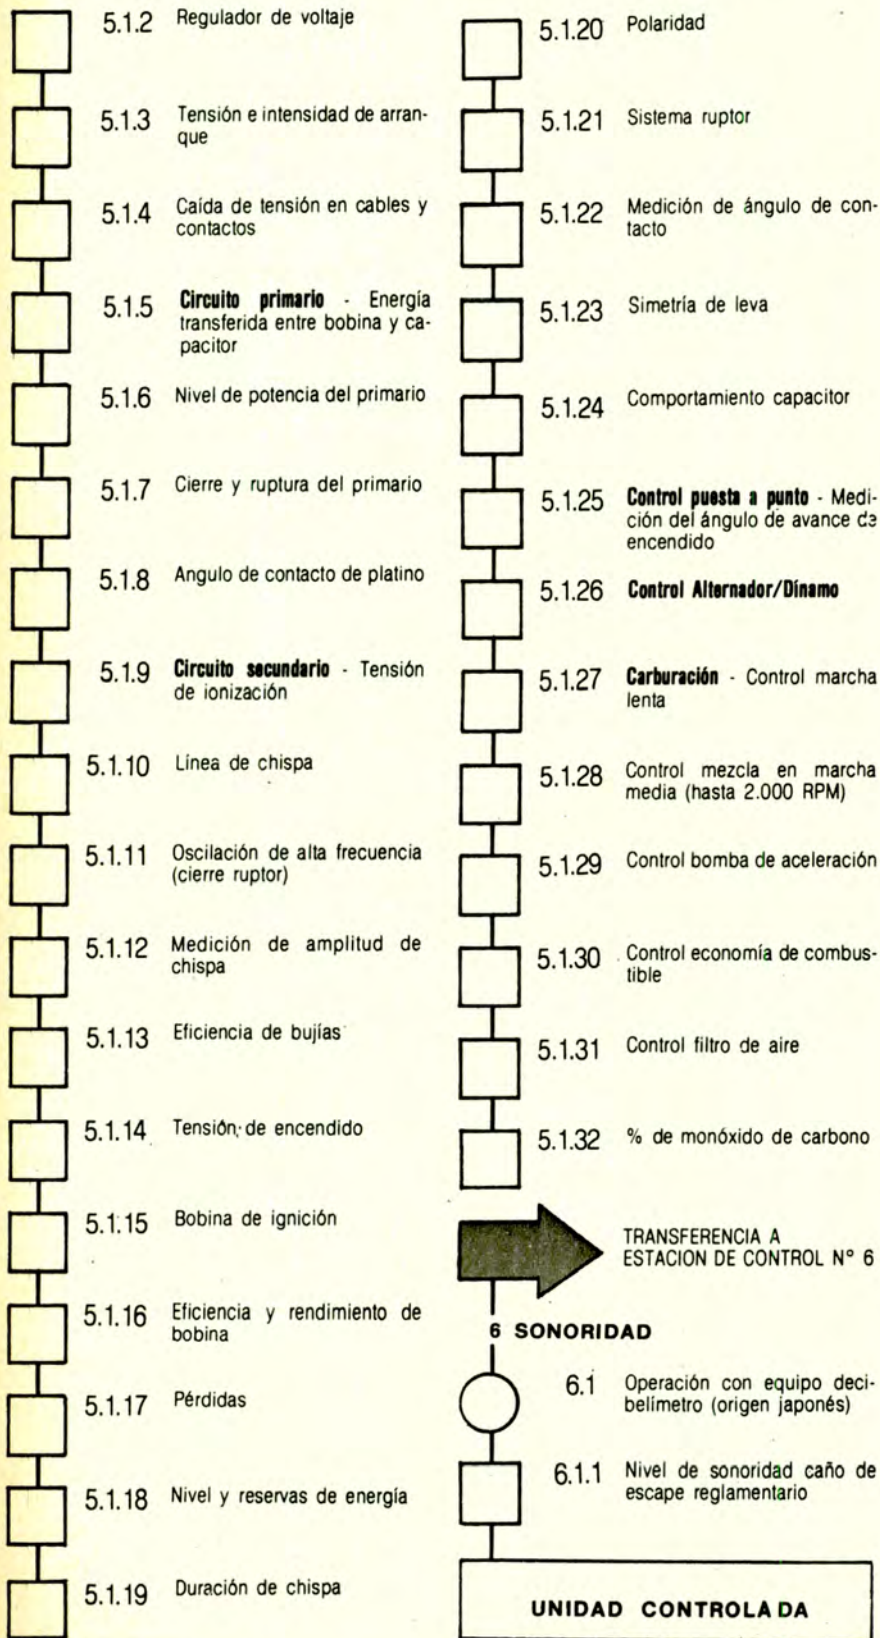 5.1.2 Regulador de voltaje
5.1.3 Tensión e intensidad de arran-
que
5.1.4 Caída de tensión en cables y
contactos
5.1.5 Circuito primario - Energía
transferida entre bobina y ca-
pacitor
5.1.6 Nivel de potencia del primario
5.1.7 Cierre y ruptura del primario
5.1.8 Angulo de contacto de platino
5.1.9 Circuito secundario - Tensión
de ionización
5.1.10 Línea de chispa
5.1.11 Oscilación de alta frecuencia
(cierre ruptor)
5.1.12 Medición de amplitud de
chispa
5.1.13 Eficiencia de bujías
5.1.14 Tensión de encendido
5.1.15 Bobina de ignición
5.1.16 Eficiencia y rendimiento de
bobina
5.1.17 Pérdidas
5.1.18 Nivel y reservas de energía
5.1.19 Duración de chispa
5.1.20 Polaridad
5.1.21 Sistema ruptor
5.1.22 Medición de ángulo de con-
tacto
5.1.23 Simetría de leva
5.1.24 Comportamiento capacitor
5.1.25 Control puesta a punto - Medi-
ción del ángulo de avance de
encendido
5.1.26 Control Alternador/Dínamo
5.1.27 Carburación - Control marcha
lenta
5.1.28 Control mezcla en marcha
media (hasta 2.000 RPM)
5.1.29 Control bomba de aceleración
5.1.30 Control economía de combus-
tible
5.1.31 Control filtro de aire
5.1.32 % de monóxido de carbono
TRANSFERENCIA A
ESTACION DE CONTROL N° 6
6 SONORIDAD
6.1 Operación con equipo deci-
belímetro (origen japonés)
6.1.1 Nivel de sonoridad caño de
escape reglamentario
UNIDAD CONTROLADA